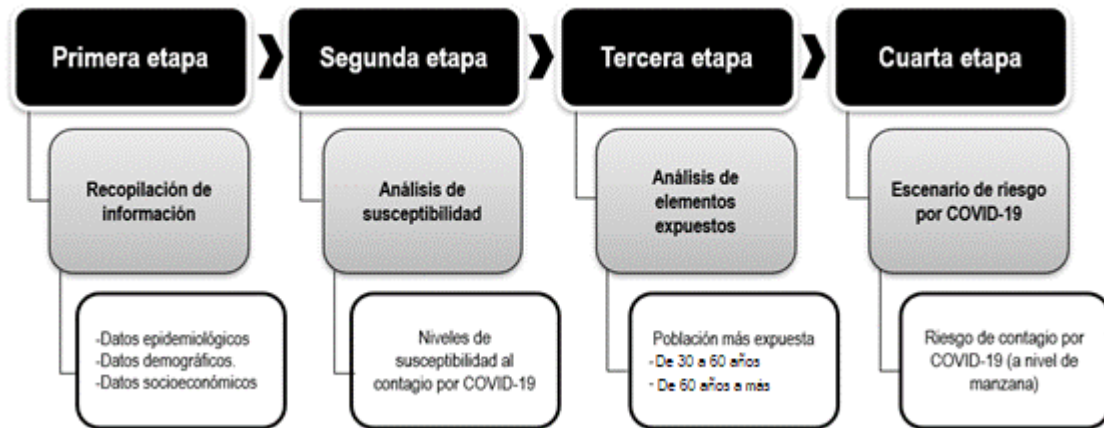 Primera etapa
Segunda etapa
Tercera etapa
Cuarta etapa
Recopilación de
información
Análisis de
susceptibilidad
Análisis de
elementos
expuestos
Escenario de riesgo
por COVID-19
-Datos epidemiológicos
-Datos demográficos.
-Datos socioeconómicos
Niveles de
susceptibilidad al
contagio por COVID-19
Población más expuesta
- De 30 a 60 años
- De 60 años a más
Riesgo de contagio por
COVID-19 (a nivel de
manzana)